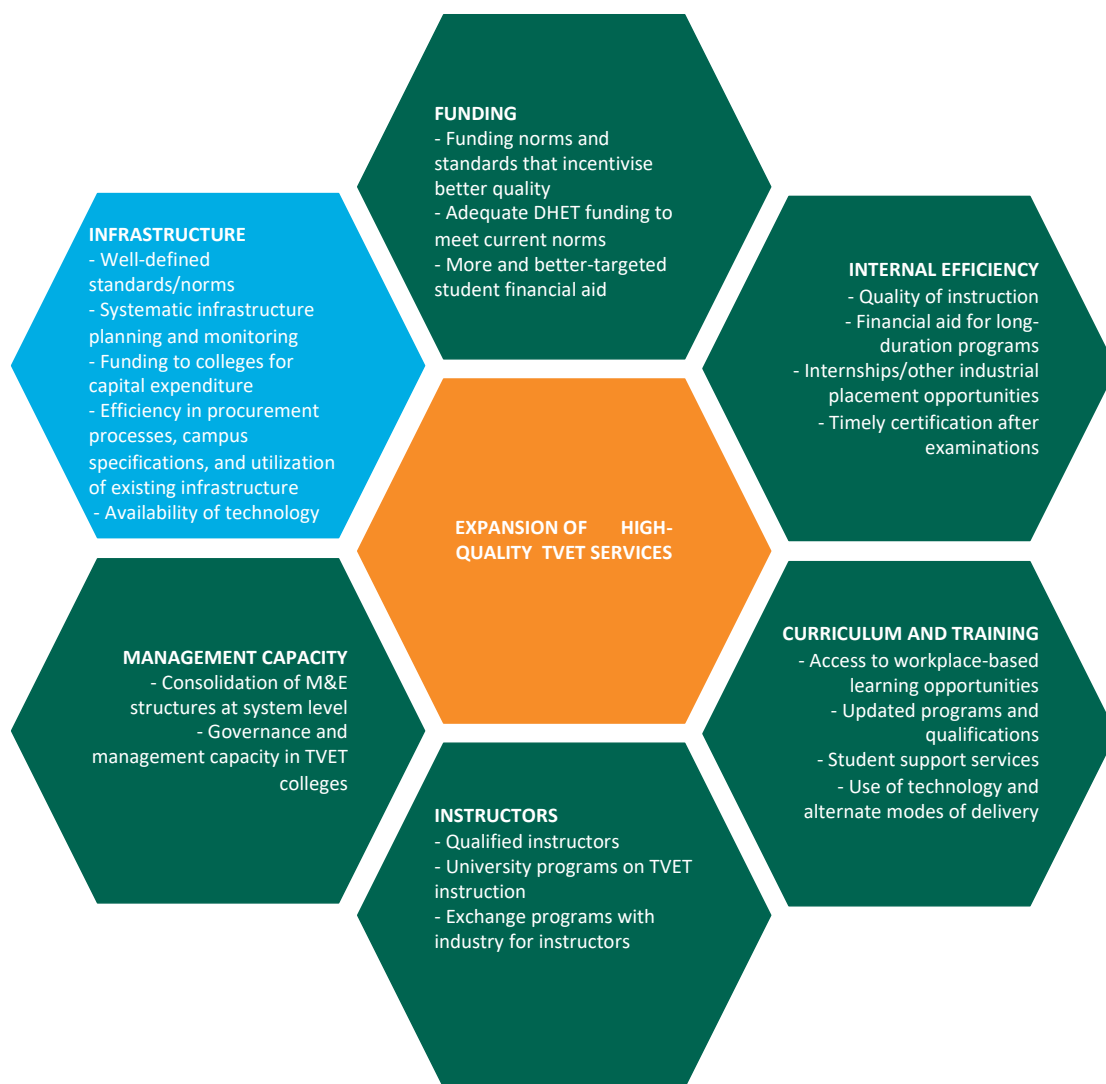 FUNDING
- Funding norms and
standards that incentivise
better quality
- Adequate DHET funding to
meet current norms
- More and better-targeted
student financial aid
INFRASTRUCTURE
- Well-defined
standards/norms
- Systematic infrastructure
planning and monitoring
- Funding to colleges for
capital expenditure
- Efficiency in procurement
processes, campus
specifications, and utilization
of existing infrastructure
- Availability of technology
INTERNAL EFFICIENCY
- Quality of instruction
- Financial aid for long-
duration programs
- Internships/other industrial
placement opportunities
- Timely certification after
examinations
EXPANSION OF HIGH-
QUALITY TVET SERVICES
MANAGEMENT CAPACITY
- Consolidation of M&E
structures at system level
- Governance and
management capacity in TVET
colleges
CURRICULUM AND TRAINING
- Access to workplace-based
learning opportunities
- Updated programs and
qualifications
- Student support services
- Use of technology and
alternate modes of delivery
INSTRUCTORS
- Qualified instructors
- University programs on TVET
instruction
- Exchange programs with
industry for instructors